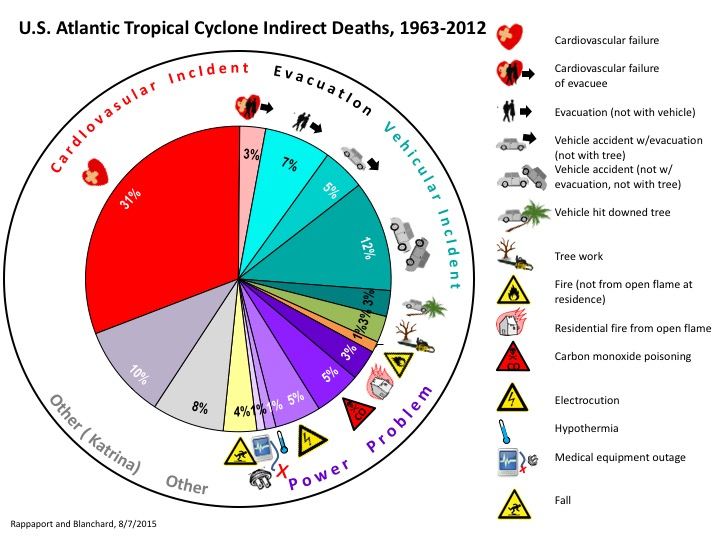 U.S. Atlantic Tropical Cyclone Indirect Deaths, 1963-2012
CardIovasular IncIdent
EvacuatIon
VehIcular IncIdent
Power Problem
Other
Other ( Katrina)
3%
7%
5%
12%
3%
3%
1%
3%
5%
5%
1%
1%
4%
8%
10%
31%
CO
Cardiovascular failure
Cardiovascular failure
of evacuee
Evacuation (not with vehicle)
Vehicle accident w/evacuation
(not with tree)
Vehicle accident (not w/
evacuation, not with tree)
Vehicle hit downed tree
Tree work
Fire (not from open flame at
residence)
Residential fire from open flame
Carbon monoxide poisoning
CO
Electrocution
Hypothermia
Medical equipment outage
Fall
Rappaport and Blanchard, 8/7/2015